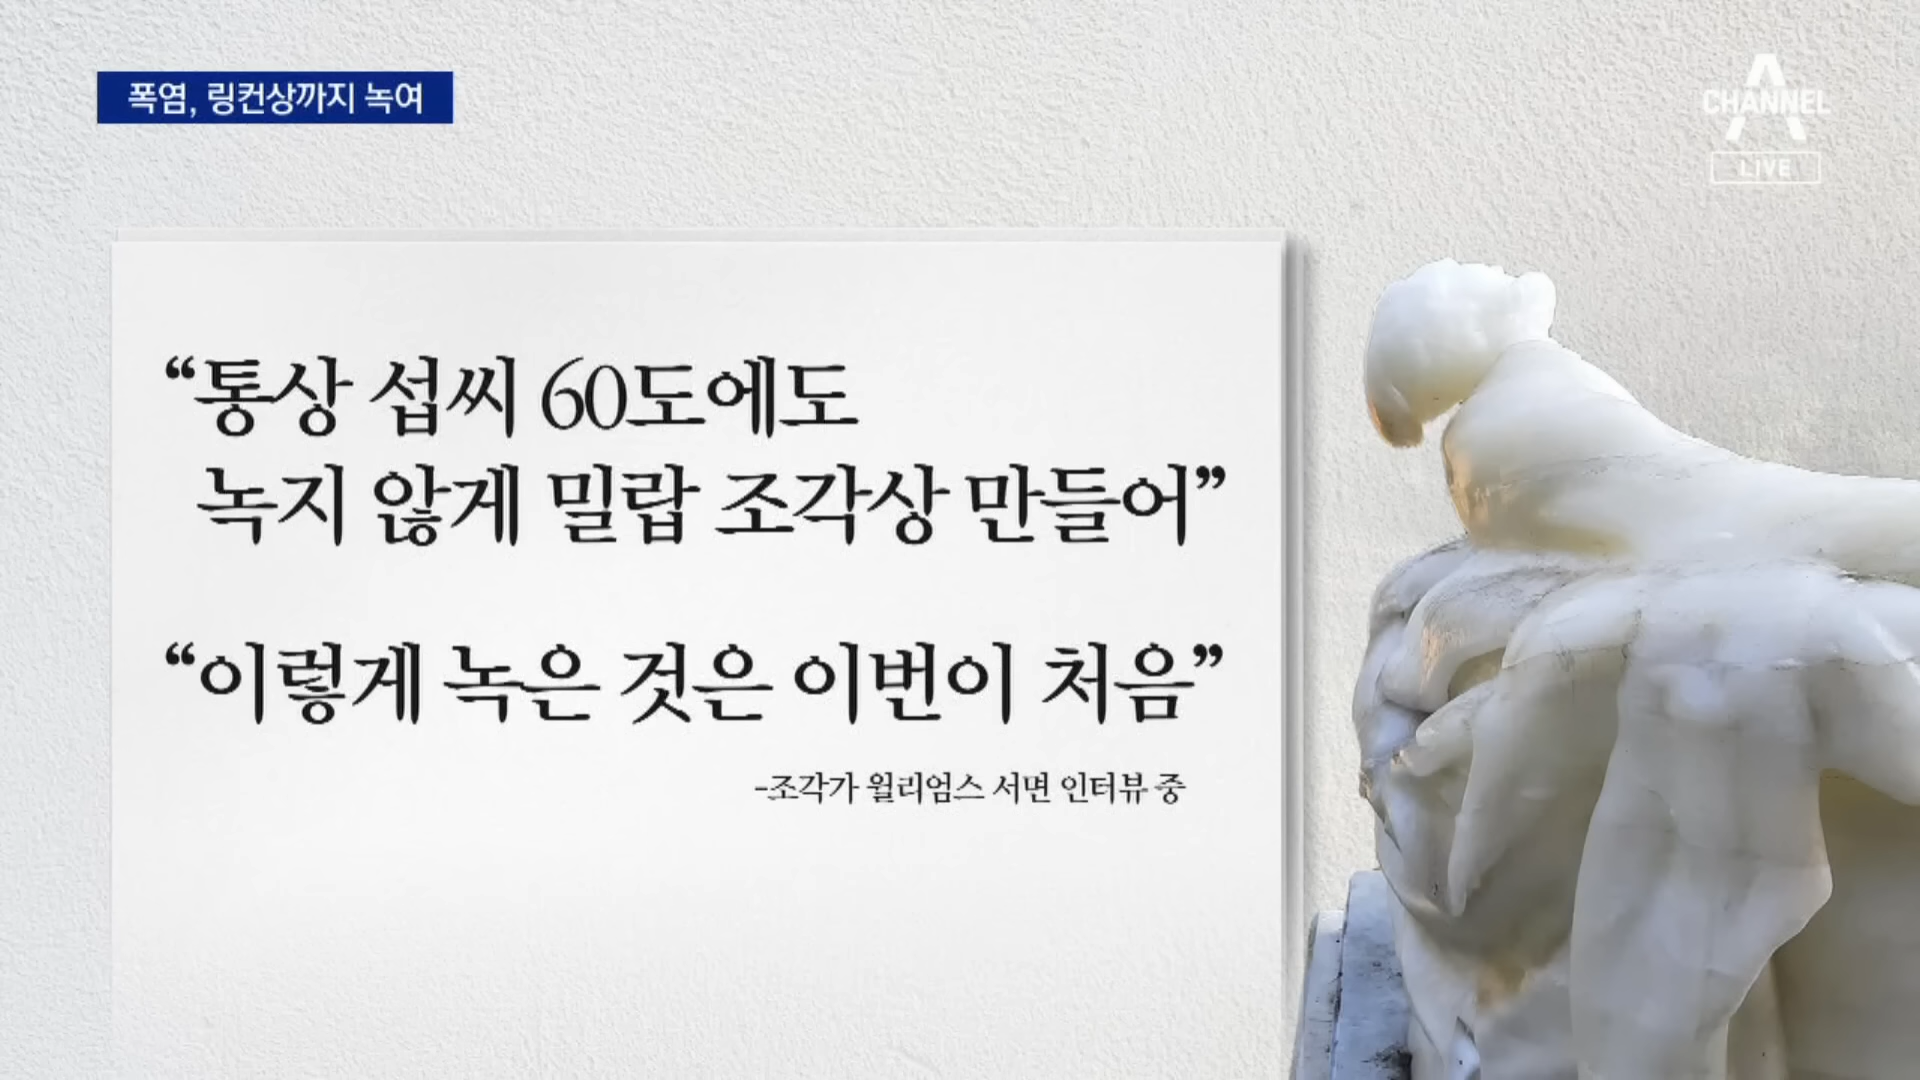 폭염, 링컨상까지 녹여
CHANNEL A
LIVE
“통상 섭씨 60도에도
녹지 않게 밀랍 조각상 만들어”
“이렇게 녹은 것은 이번이 처음”
-조각가 윌리엄스 서면 인터뷰 중